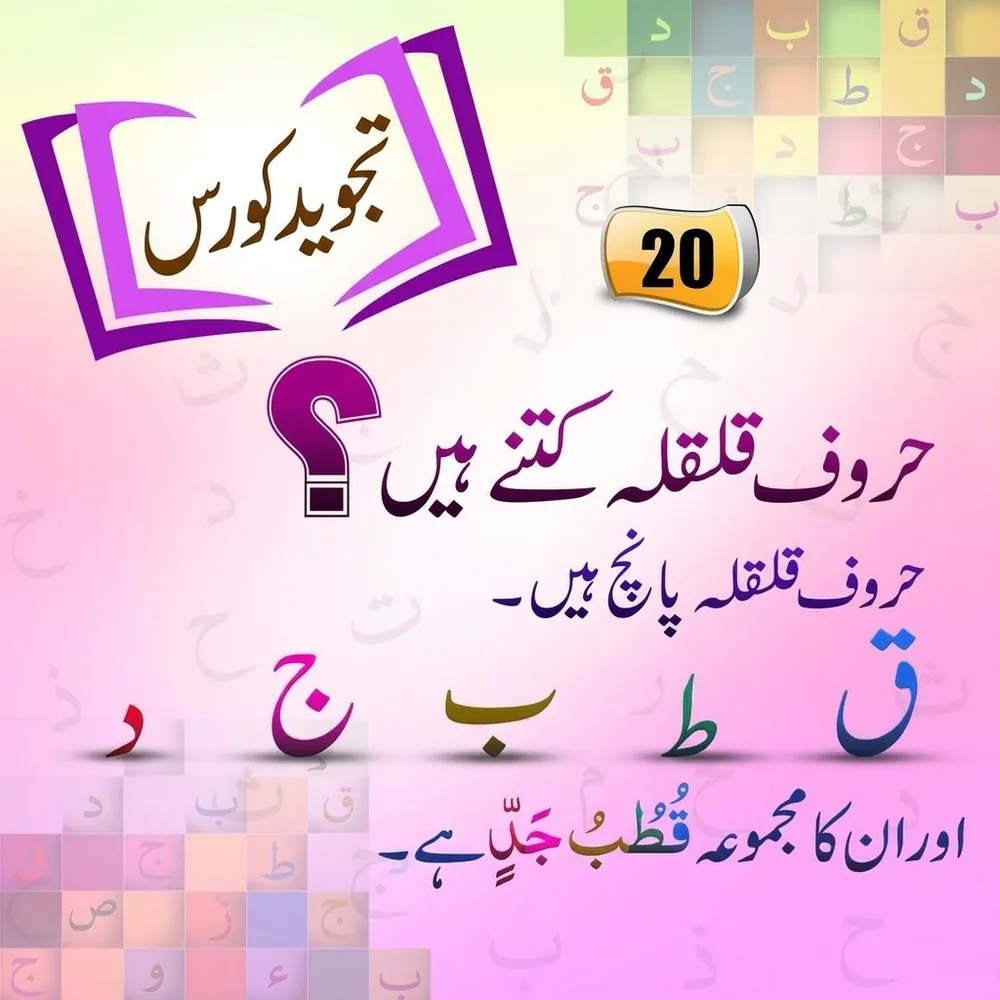 تجوید کورس
20
حروف قلقلہ کتنے ہیں؟
حروف قلقلہ پانچ ہیں۔
ق ط ب ج د
اور ان کا مجموعہ قُطُبُ جَدٍّ ہے۔